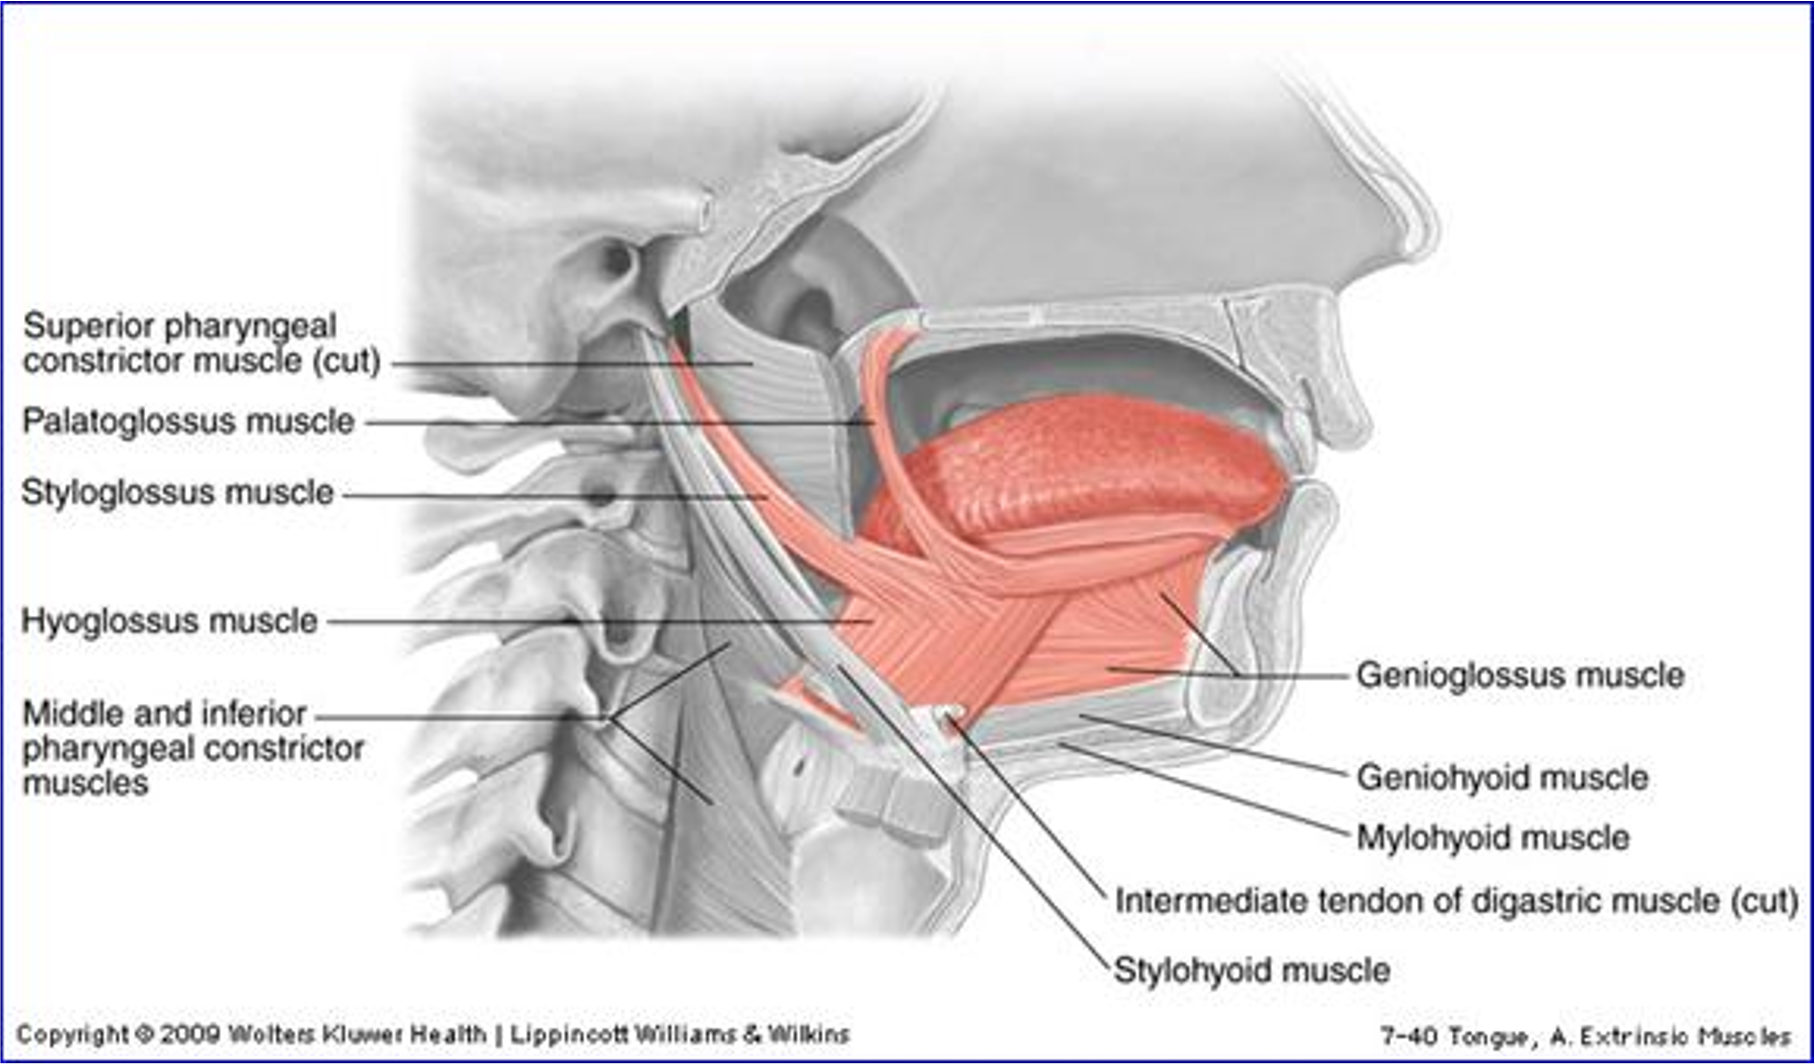 Superior pharyngeal
constrictor muscle (cut)
Palatoglossus muscle
Styloglossus muscle
Hyoglossus muscle
Middle and inferior
pharyngeal constrictor
muscles
Genioglossus muscle
Geniohyoid muscle
Mylohyoid muscle
Intermediate tendon of digastric muscle (cut)
Stylohyoid muscle
Copyright © 2009 Wolters Kluwer Health | Lippincott Williams & Wilkins
7-40 Tongue, A. Extrinsic Muscles